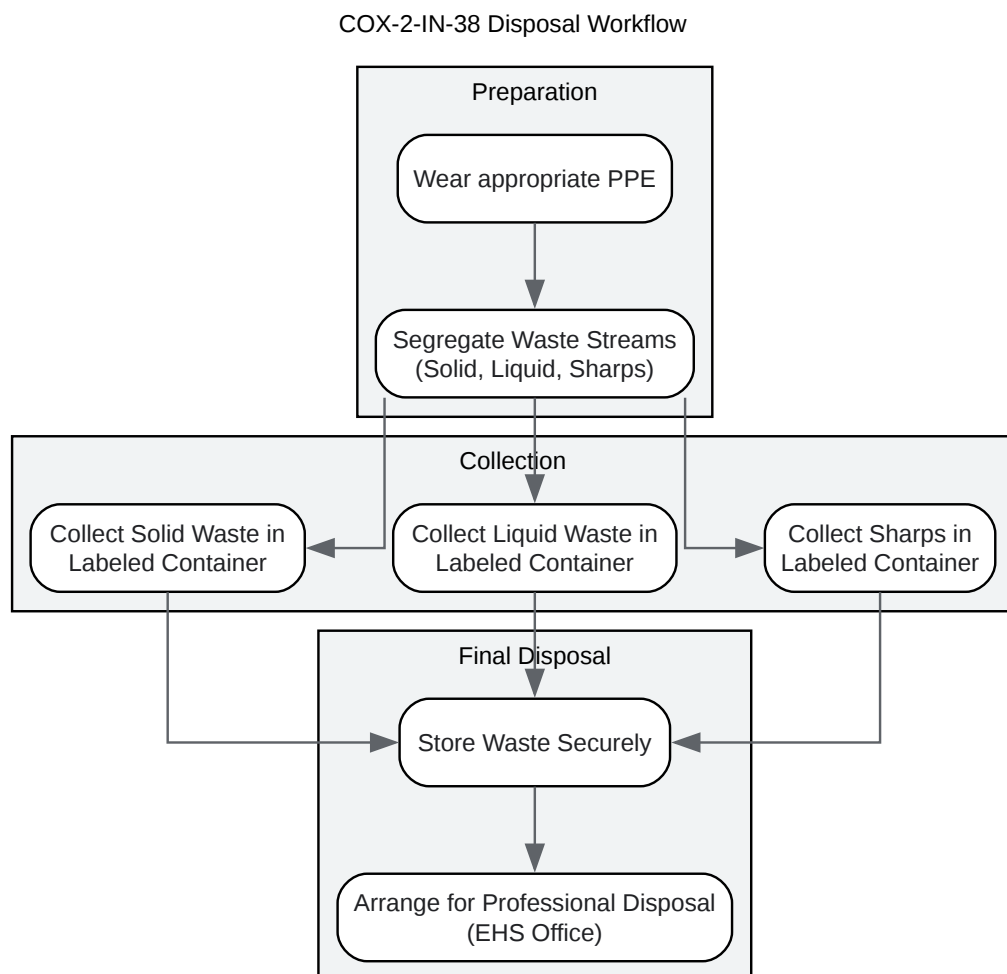 COX-2-IN-38 Disposal Workflow
Preparation
Wear appropriate PPE
Segregate Waste Streams
(Solid, Liquid, Sharps)
Collection
Collect Solid Waste in
Labeled Container
Collect Liquid Waste in
Labeled Container
Collect Sharps in
Labeled Container
Final Disposal
Store Waste Securely
Arrange for Professional Disposal
(EHS Office)